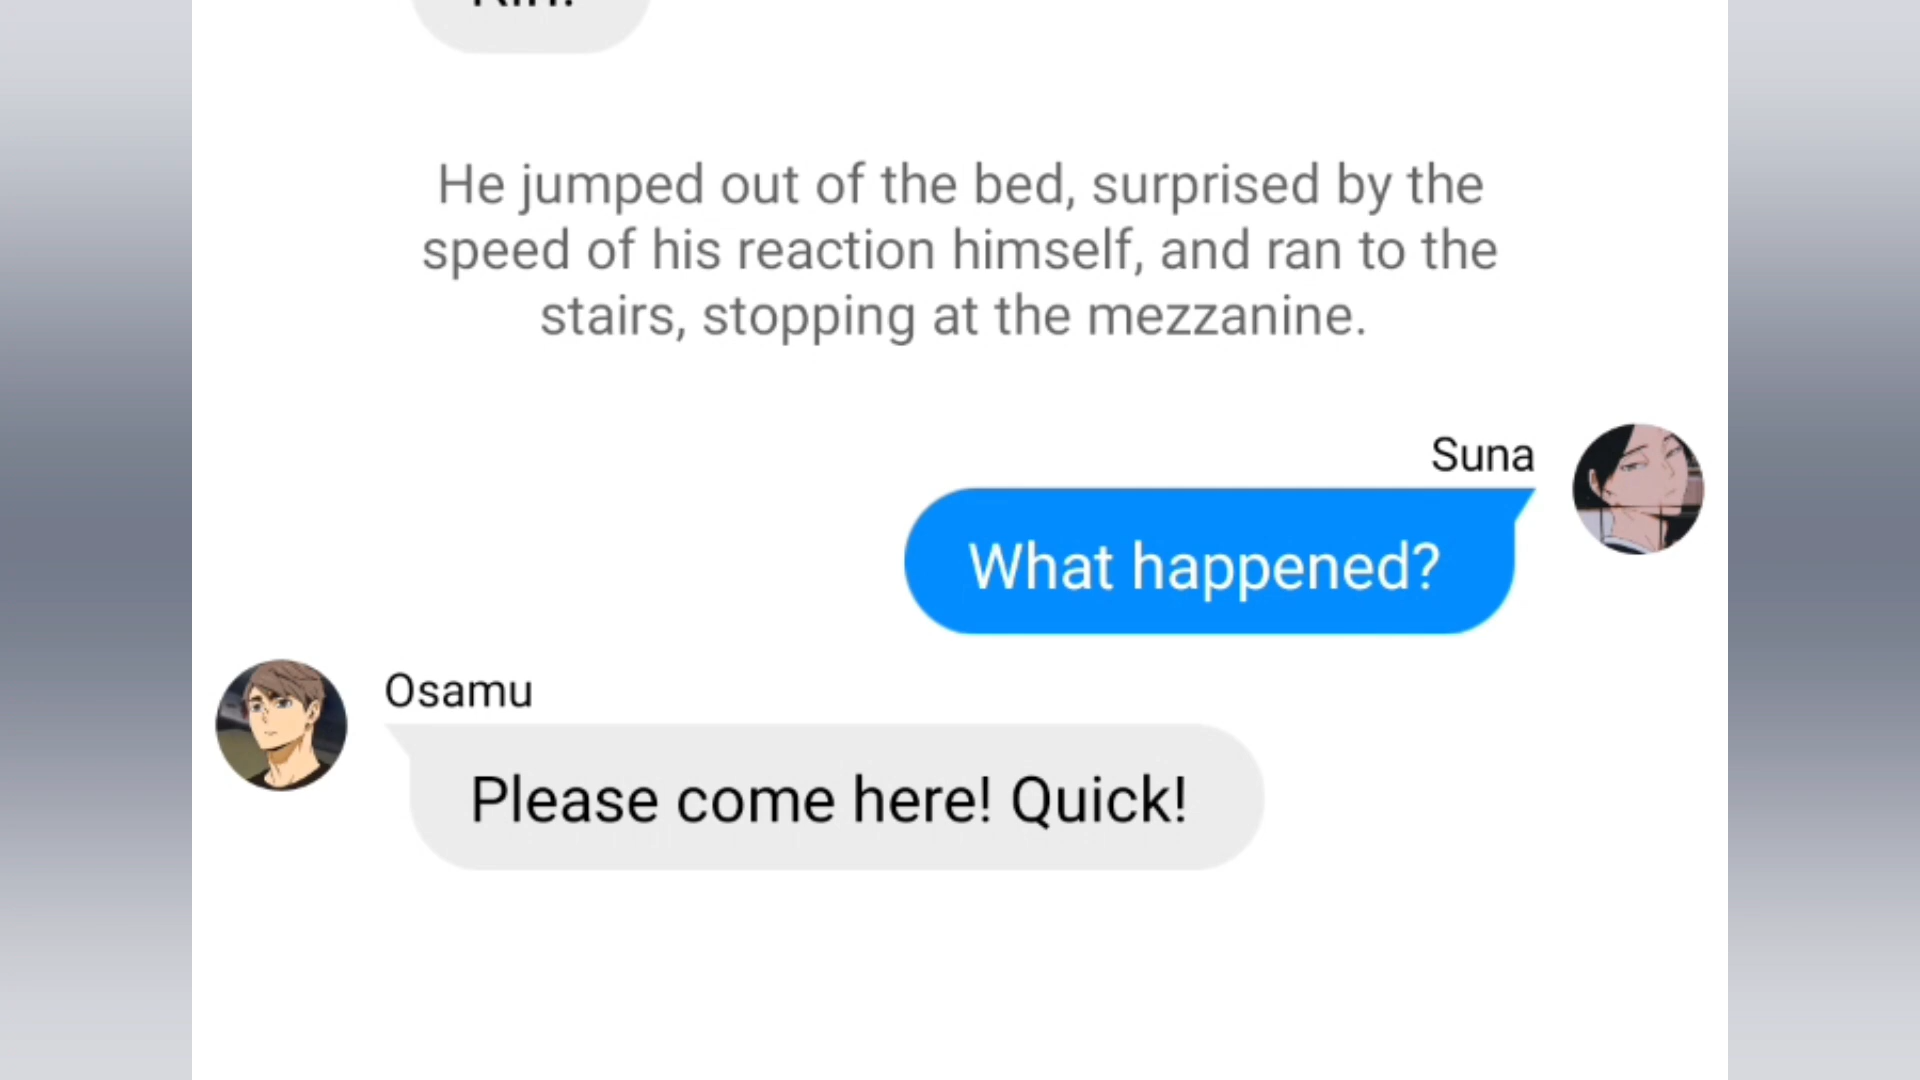 He jumped out of the bed, surprised by the
speed of his reaction himself, and ran to the
stairs, stopping at the mezzanine.
Suna
What happened?
Osamu
Please come here! Quick!